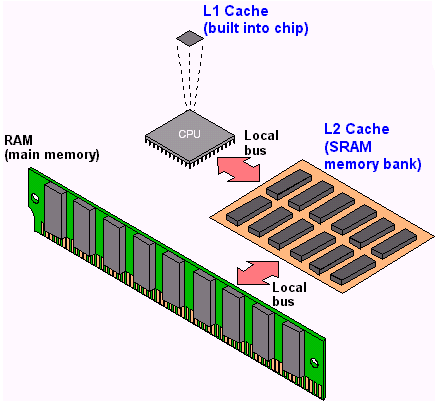 L1 Cache
(built into chip)
CPU
Local
bus
L2 Cache
(SRAM
memory bank)
RAM
(main memory)
Local
bus